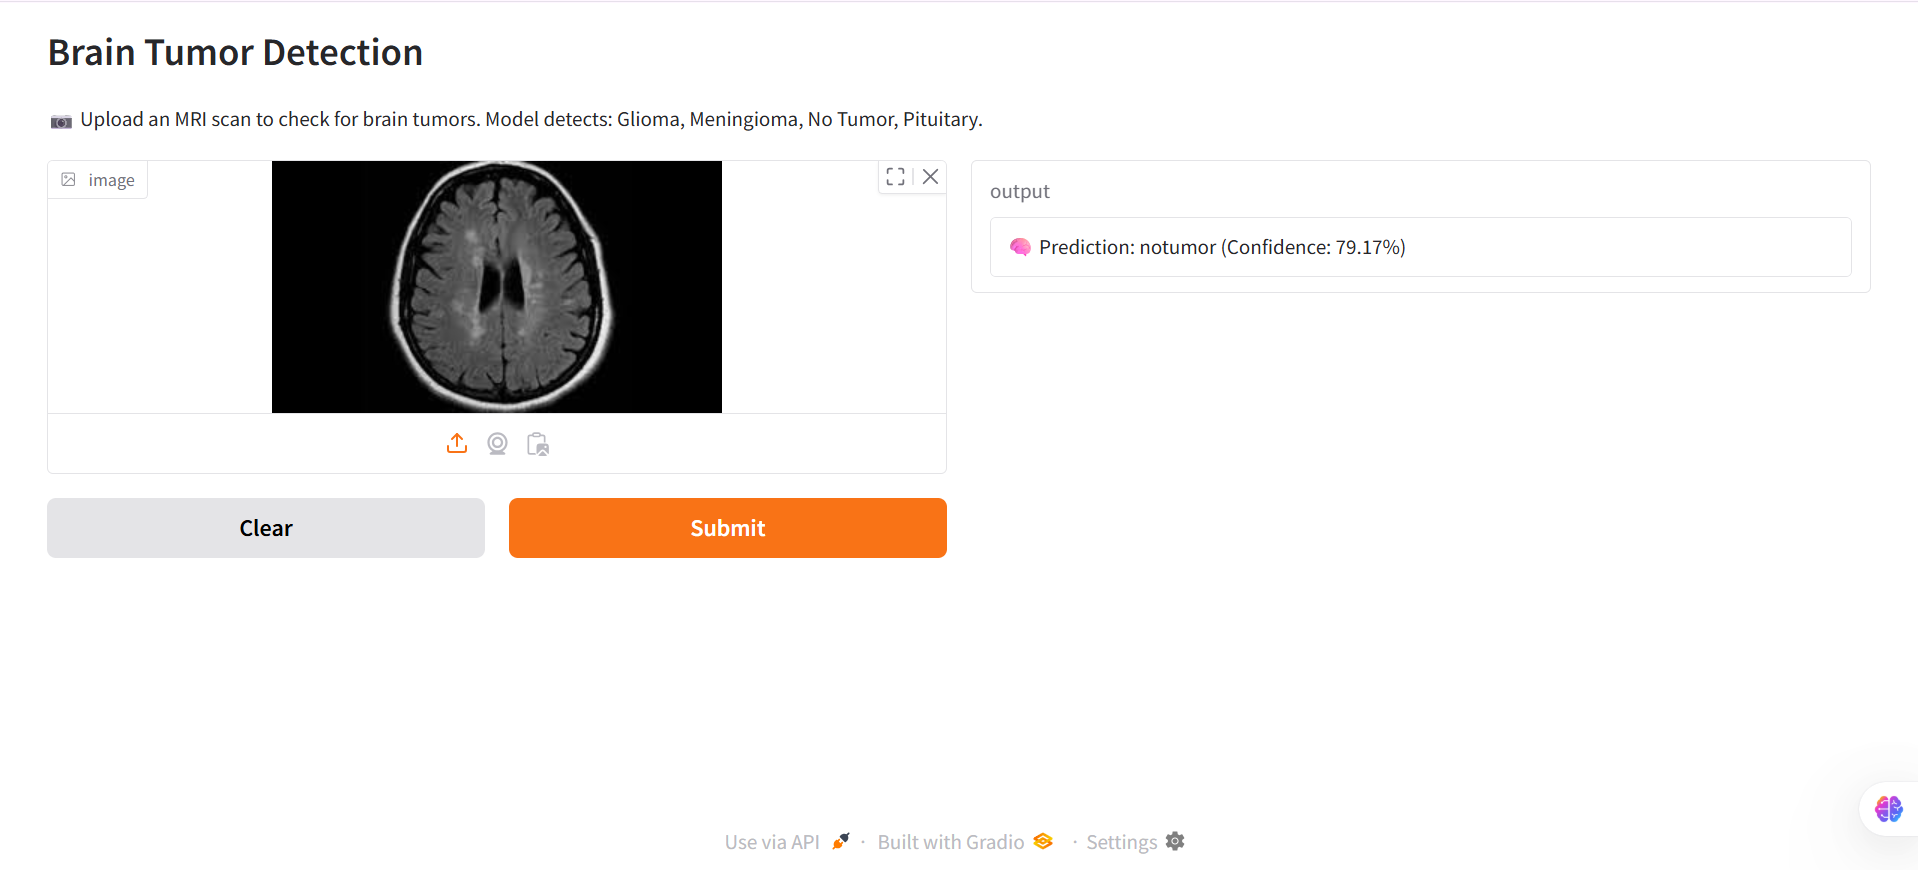 Brain Tumor Detection
📷 Upload an MRI scan to check for brain tumors. Model detects: Glioma, Meningioma, No Tumor, Pituitary.
image
output
🧠 Prediction: notumor (Confidence: 79.17%)
Clear
Submit
Use via API 🚀 · Built with Gradio · Settings ⚙️